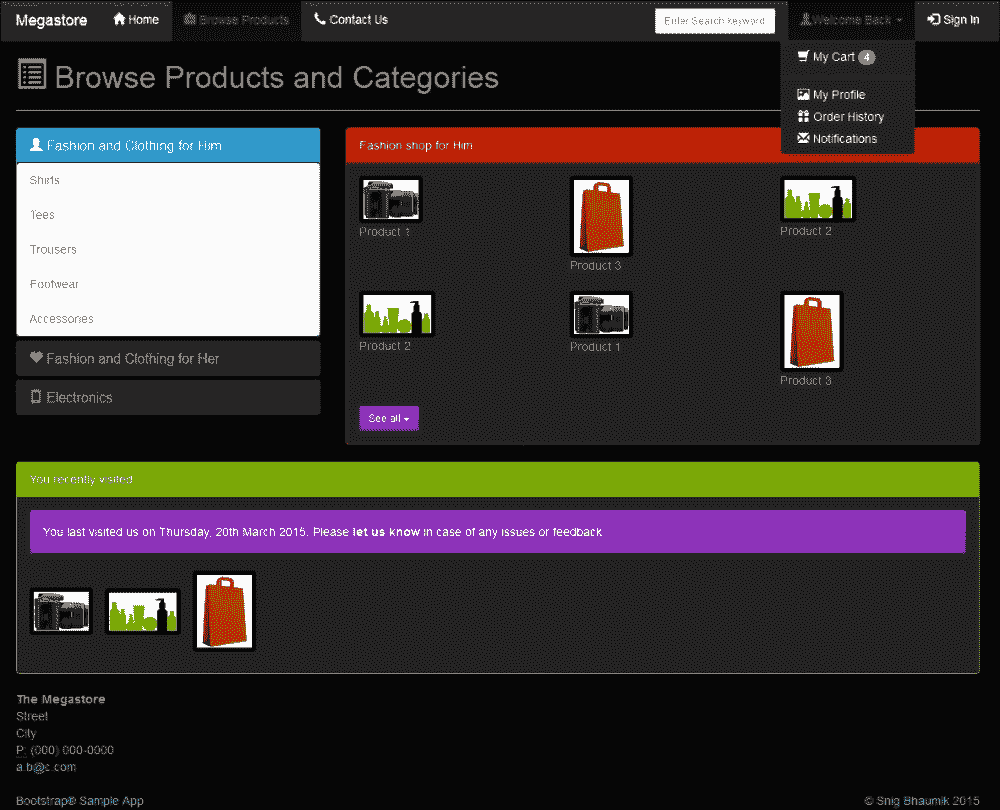 Megastore Home Browse Products Contact Us Enter Search keyword Welcome Back Sign In
My Cart 4
My Profile
Order History
Notifications
Browse Products and Categories
Fashion and Clothing for Him
Shirts
Tees
Trousers
Footwear
Accessories
Fashion and Clothing for Her
Electronics
Fashion shop for Him
Product 1
Product 3
Product 2
Product 2
Product 1
Product 3
See all
You recently visited
You last visited us on Thursday, 20th March 2015. Please let us know in case of any issues or feedback
The Megastore
Street
City
P: (000) 000-0000
a.b@c.com
Bootstrap® Sample App © Snig Bhaumik 2015